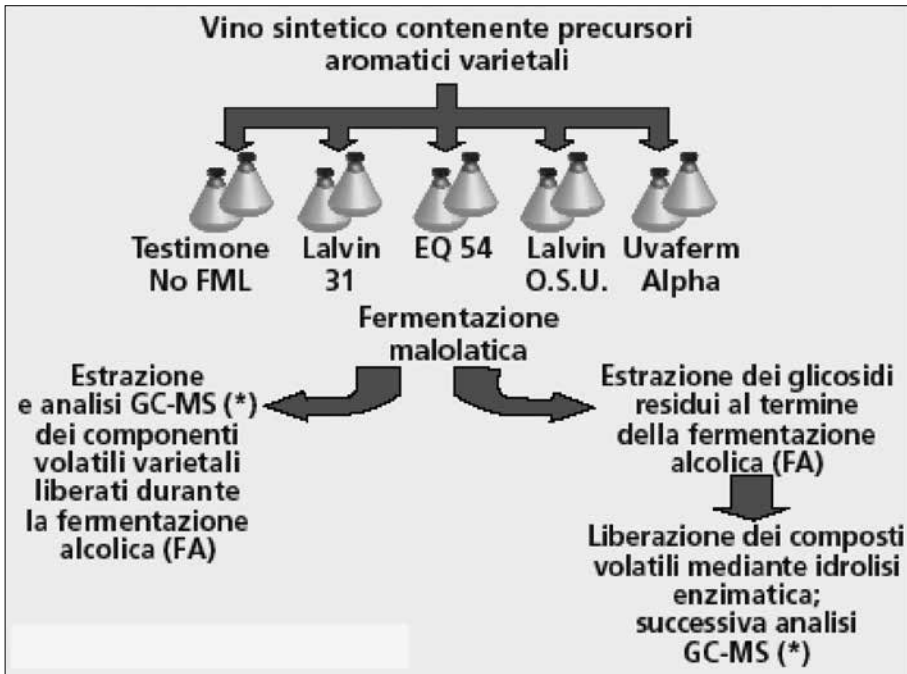 Vino sintetico contenente precursori
aromatici varietali
Testimone
No FML
Lalvin
31
EQ 54
Lalvin
O.S.U.
Uvaferm
Alpha
Fermentazione
malolatica
Estrazione
e analisi GC-MS (*)
dei componenti
volatili varietali
liberati durante
la fermentazione
alcolica (FA)
Estrazione dei glicosidi
residui al termine
della fermentazione
alcolica (FA)
Liberazione dei composti
volatili mediante idrolisi
enzimatica;
successiva analisi
GC-MS (*)